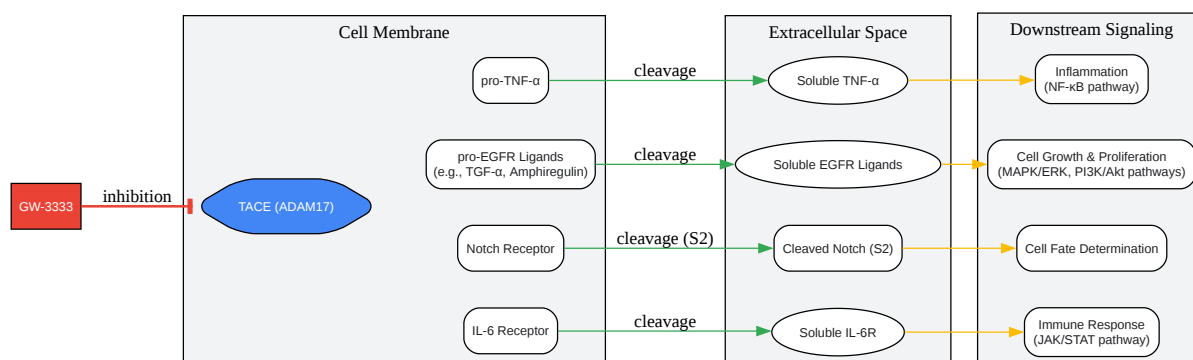 Cell Membrane
Extracellular Space
Downstream Signaling
pro-TNF-α
cleavage
Soluble TNF-α
Inflammation
(NF-κB pathway)
pro-EGFR Ligands
(e.g., TGF-α, Amphiregulin)
cleavage
Soluble EGFR Ligands
Cell Growth & Proliferation
(MAPK/ERK, PI3K/Akt pathways)
GW-3333
inhibition
TACE (ADAM17)
Notch Receptor
cleavage (S2)
Cleaved Notch (S2)
Cell Fate Determination
IL-6 Receptor
cleavage
Soluble IL-6R
Immune Response
(JAK/STAT pathway)